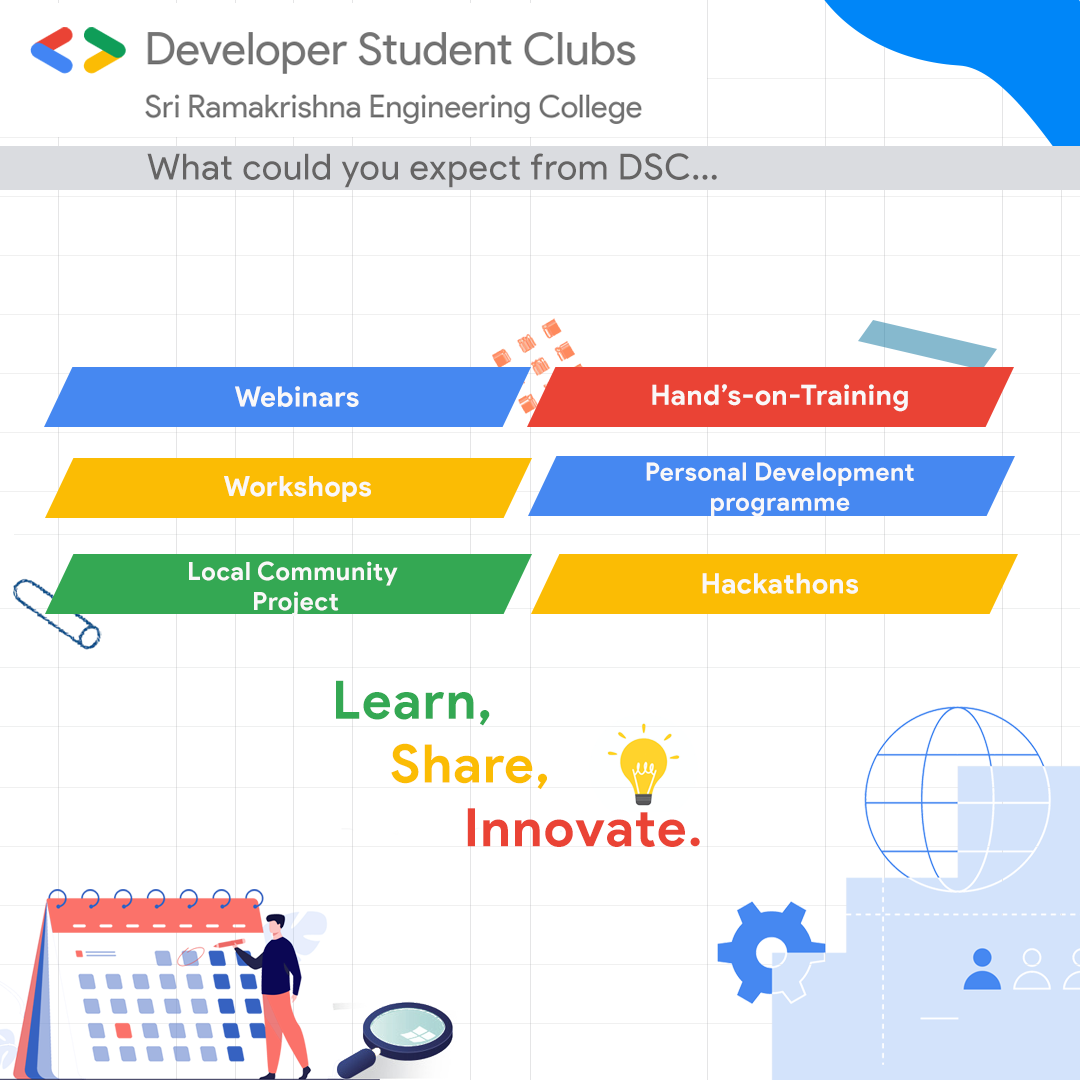 Developer Student Clubs
Sri Ramakrishna Engineering College
What could you expect from DSC...
Webinars
Hand's-on-Training
Workshops
Personal Development
programme
Local Community
Project
Hackathons
Learn,
Share,
Innovate.